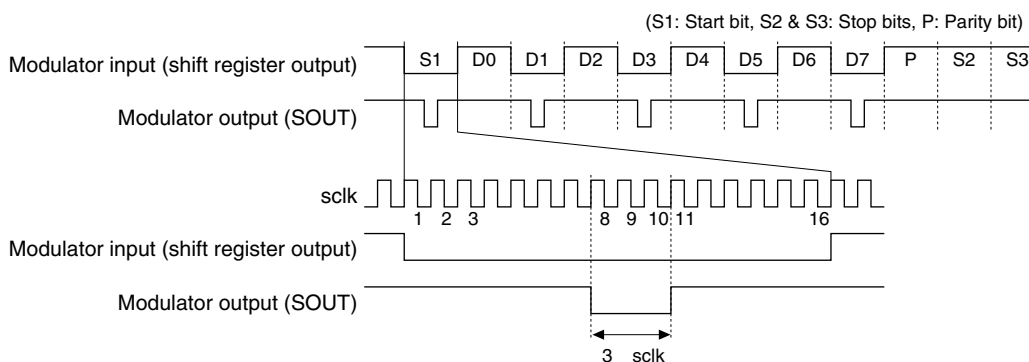 (S1: Start bit, S2 & S3: Stop bits, P: Parity bit)
Modulator input (shift register output) S1 D0 D1 D2 D3 D4 D5 D6 D7 P S2 S3
Modulator output (SOUT)
sclk
1 2 3 8 9 10 11 16
Modulator input (shift register output)
Modulator output (SOUT)
3 sclk